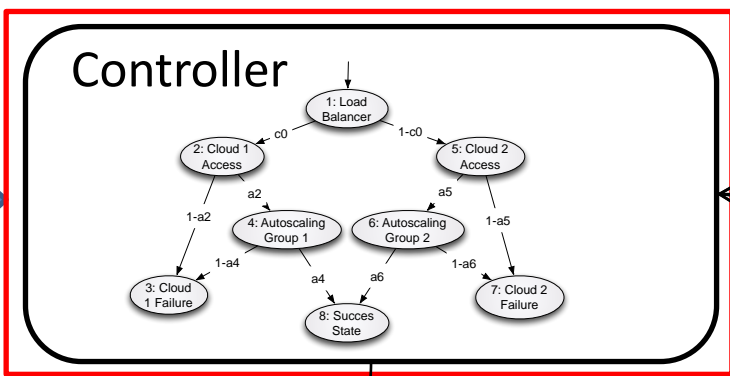 Controller
1: Load
Balancer
c0
1-c0
2: Cloud 1
Access
5: Cloud 2
Access
a2
a5
1-a2
1-a5
4: Autoscaling
Group 1
6: Autoscaling
Group 2
1-a4
a4
a6
1-a6
3: Cloud
1 Failure
7: Cloud 2
Failure
8: Succes
State